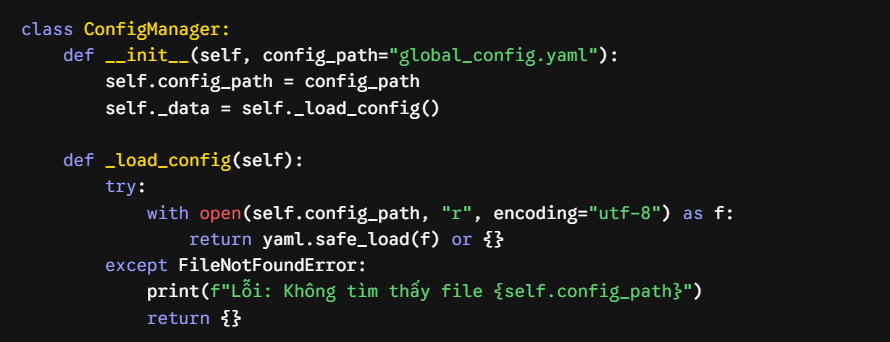 class ConfigManager:
    def __init__(self, config_path="global_config.yaml"):
        self.config_path = config_path
        self._data = self._load_config()

    def _load_config(self):
        try:
            with open(self.config_path, "r", encoding="utf-8") as f:
                return yaml.safe_load(f) or {}
        except FileNotFoundError:
            print(f"Lỗi: Không tìm thấy file {self.config_path}")
            return {}